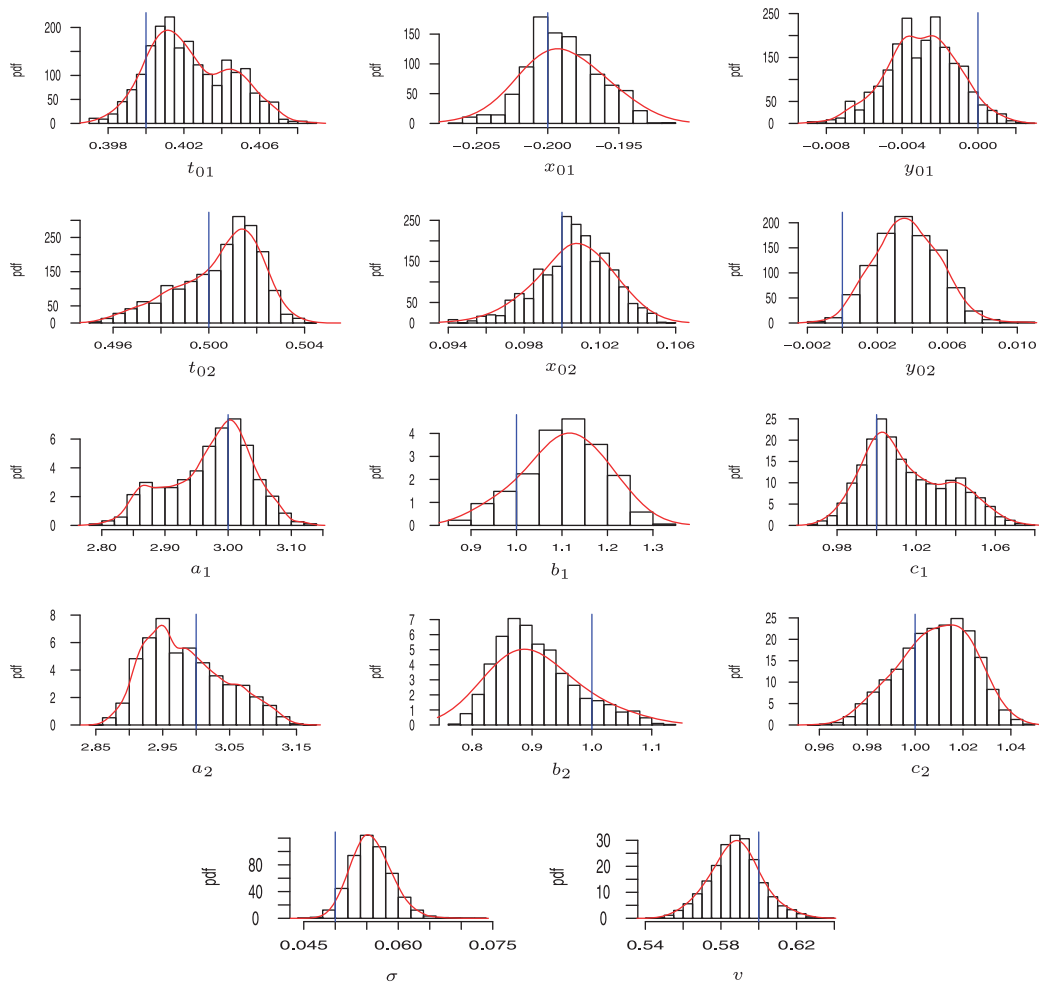 pdf
0 50 100 150 200
0.398 0.402 0.406
t01
pdf
0 50 100 150
−0.205 −0.200 −0.195
x01
pdf
0 50 150 250
−0.008 −0.004 0.000
y01
pdf
0 50 150 250
0.496 0.500 0.504
t02
pdf
0 50 150 250
0.094 0.098 0.102 0.106
x02
pdf
0 50 100 150 200
−0.002 0.002 0.006 0.010
y02
pdf
0 2 4 6
2.80 2.90 3.00 3.10
a1
pdf
0 1 2 3 4
0.9 1.0 1.1 1.2 1.3
b1
pdf
0 5 10 15 20 25
0.98 1.02 1.06
c1
pdf
0 2 4 6 8
2.85 2.95 3.05 3.15
a2
pdf
0 1 2 3 4 5 6 7
0.8 0.9 1.0 1.1
b2
pdf
0 5 10 15 20 25
0.96 0.98 1.00 1.02 1.04
c2
pdf
0 40 80
0.045 0.060 0.075
σ
pdf
0 10 20 30
0.54 0.58 0.62
v